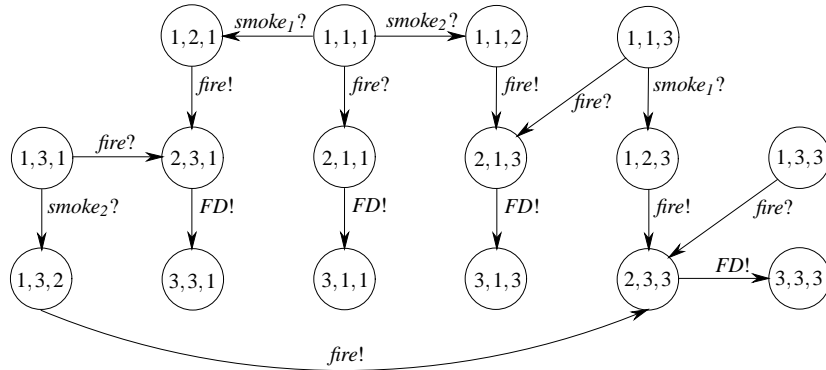 smoke₁? smoke₂?
1,2,1 1,1,1 1,1,2 1,1,3
fire! fire? fire! fire? smoke₁?
fire?
1,3,1 2,3,1 2,1,1 2,1,3 1,2,3 1,3,3
smoke₂? FD! FD! FD! fire! fire?
FD!
1,3,2 3,3,1 3,1,1 3,1,3 2,3,3 3,3,3
fire!